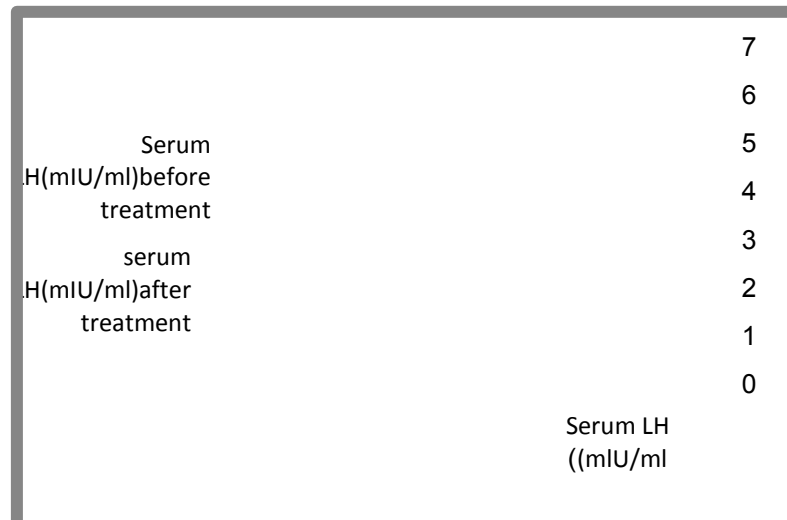 7
6
5
4
3
2
1
0
Serum
LH(mIU/ml)before
treatment
serum
LH(mIU/ml)after
treatment
Serum LH
((mIU/ml